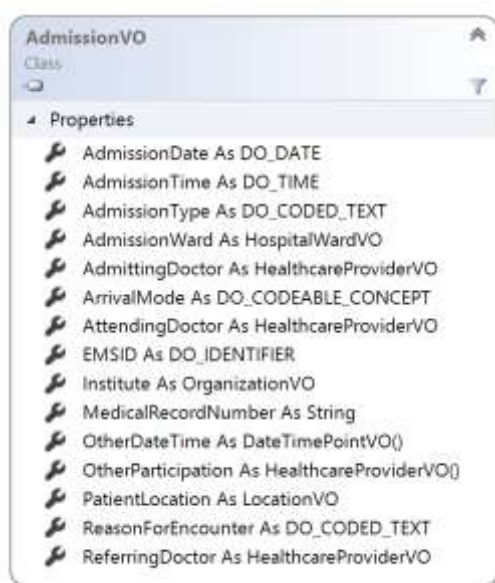 AdmissionVO
Class
Properties
AdmissionDate As DO_DATE
AdmissionTime As DO_TIME
AdmissionType As DO_CODED_TEXT
AdmissionWard As HospitalWardVO
AdmittingDoctor As HealthcareProviderVO
ArrivalMode As DO_CODEABLE_CONCEPT
AttendingDoctor As HealthcareProviderVO
EMSID As DO_IDENTIFIER
Institute As OrganizationVO
MedicalRecordNumber As String
OtherDateTime As DateTimePointVO()
OtherParticipation As HealthcareProviderVO()
PatientLocation As LocationVO
ReasonForEncounter As DO_CODED_TEXT
ReferringDoctor As HealthcareProviderVO